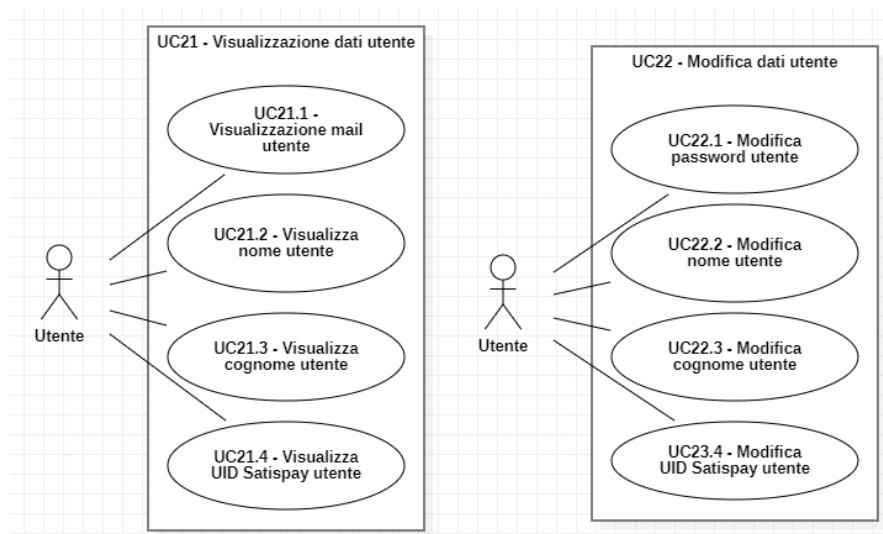 UC21 - Visualizzazione dati utente
UC21.1 -
Visualizzazione mail
utente
UC21.2 - Visualizza
nome utente
UC21.3 - Visualizza
cognome utente
UC21.4 - Visualizza
UID Satispay utente
Utente
UC22 - Modifica dati utente
UC22.1 - Modifica
password utente
UC22.2 - Modifica
nome utente
UC22.3 - Modifica
cognome utente
UC23.4 - Modifica
UID Satispay utente
Utente